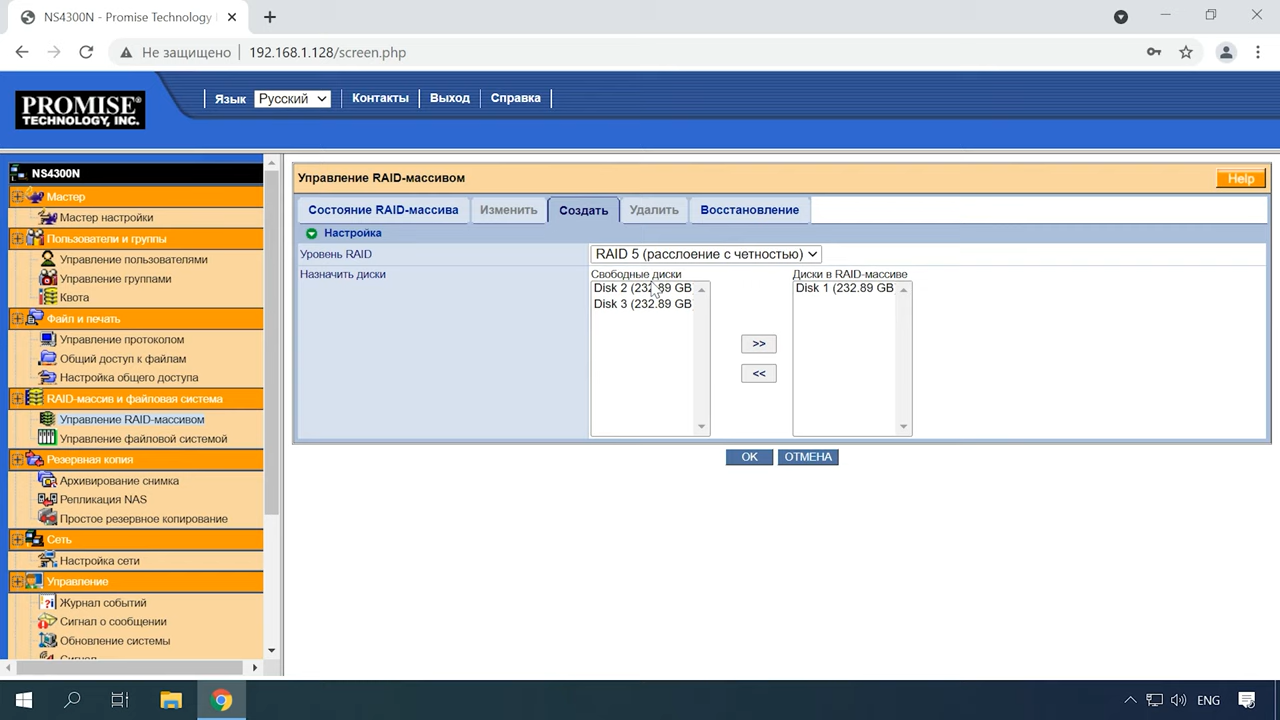 NS4300N - Promise Technology
Не защищено
192.168.1.128/screen.php
PROMISE®
TECHNOLOGY, INC.
Язык
Русский
Контакты
Выход
Справка
NS4300N
Мастер
Мастер настройки
Пользователи и группы
Управление пользователями
Управление группами
Квота
Файл и печать
Управление протоколом
Общий доступ к файлам
Настройка общего доступа
RAID-массив и файловая система
Управление RAID-массивом
Управление файловой системой
Резервная копия
Архивирование снимка
Репликация NAS
Простое резервное копирование
Сеть
Настройка сети
Управление
Журнал событий
Сигнал о сообщении
Обновление системы
Сигнал
Управление RAID-массивом
Help
Состояние RAID-массива
Изменить
Создать
Удалить
Восстановление
Настройка
Уровень RAID
RAID 5 (расслоение с четностью)
Назначить диски
Свободные диски
Диски в RAID-массиве
Disk 2 (232.89 GB
Disk 3 (232.89 GB
Disk 1 (232.89 GB
>>
<<
OK
ОТМЕНА
ENG